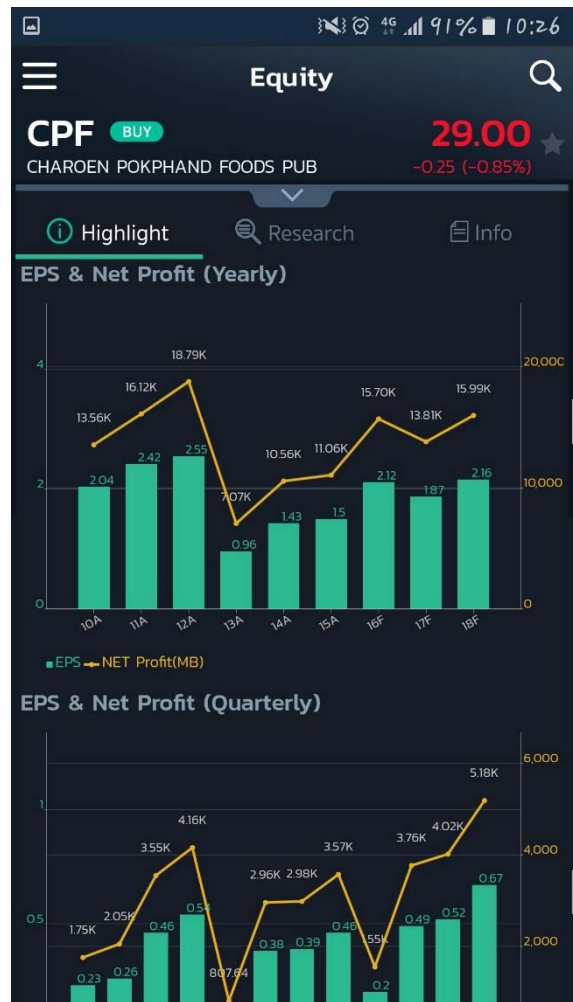 4G 91% 10:26
Equity
CPF BUY 29.00
CHAROEN POKPHAND FOODS PUB -0.25 (-0.85%)
Highlight Research Info
EPS & Net Profit (Yearly)
4 20,000
18.79K
16.12K 15.70K 15.99K
13.56K 13.81K
10.56K 11.06K
2.04 2.42 2.55 7.07K 2.12 1.87 2.16
2 10,000
1.43 1.5
0.96
0 0
10A 11A 12A 13A 14A 15A 16F 17F 18F
EPS NET Profit(MB)
EPS & Net Profit (Quarterly)
6,000
5.18K
1
4.16K 4.02K
3.55K 3.57K 3.76K 4,000
2.96K 2.98K
0.67
1.75K 2.05K 0.54
0.5 0.46 0.46 0.49 0.52
0.38 0.39 2,000
0.23 0.26 807.64 0.2